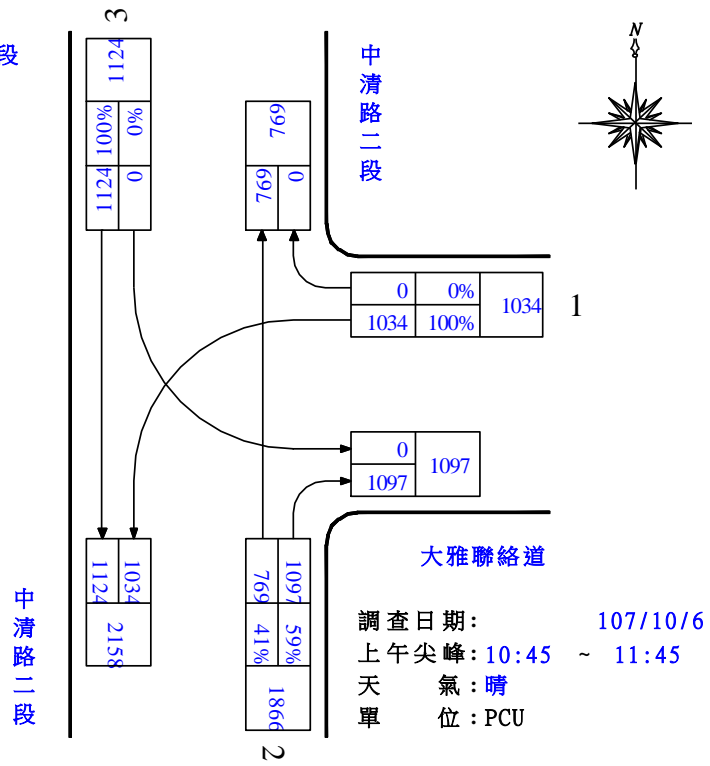 段
3
1124
100% 0%
1124 0
769
769 0
中清路二段
N
0 0% 1034
1034 100%
1
0 1097
1097
大雅聯絡道
1124 1034
2158
769 1097
41% 59%
1866
2
中清路二段
調查日期: 107/10/6
上午尖峰: 10:45 ~ 11:45
天 氣:晴
單 位:PCU